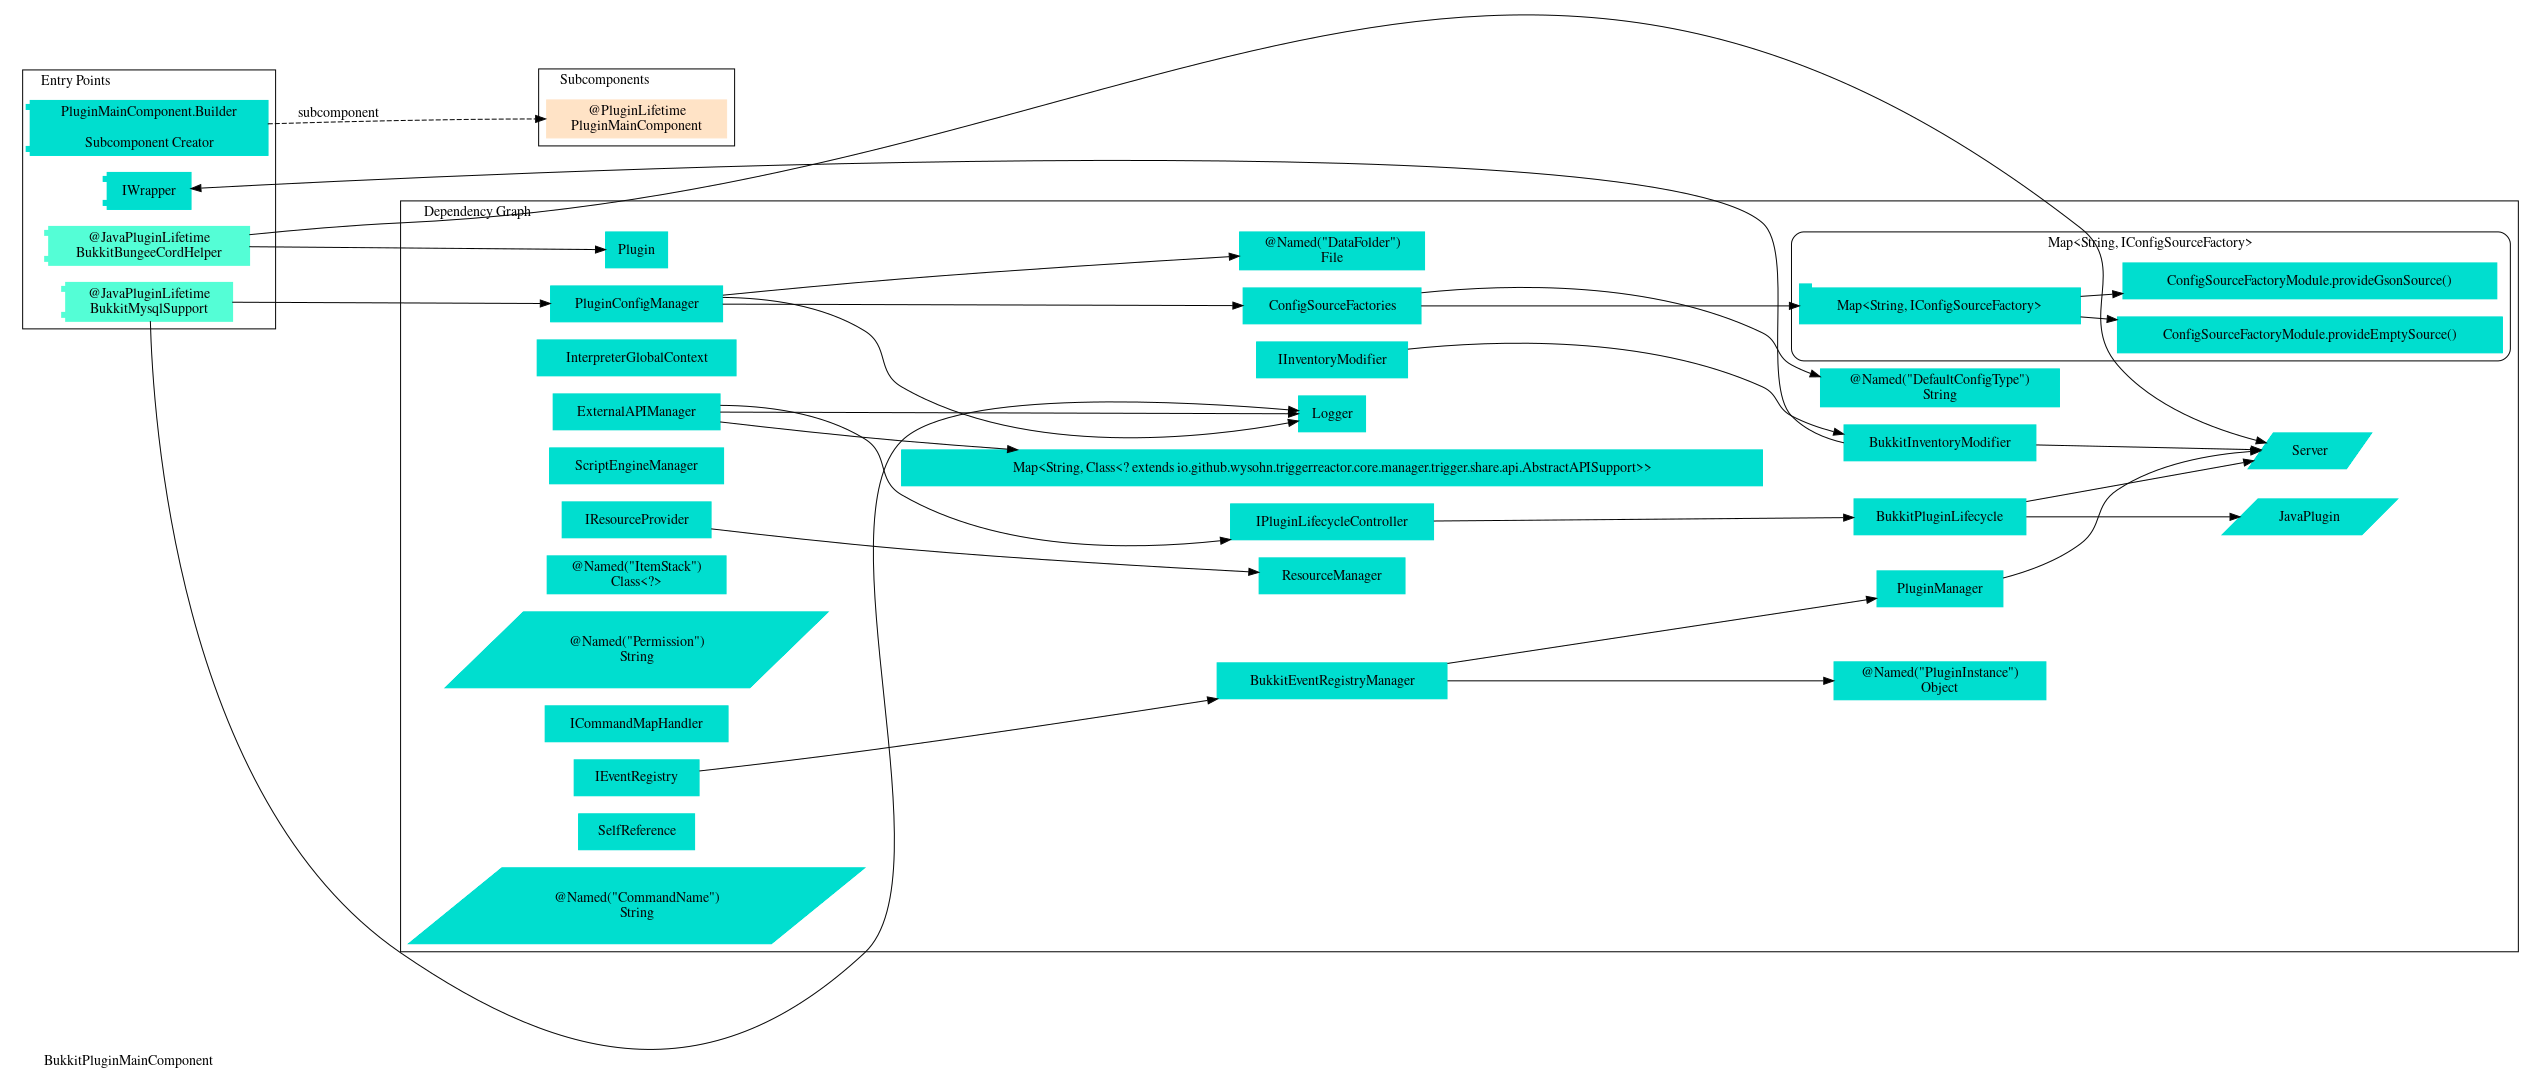 Entry Points
PluginMainComponent.Builder
Subcomponent Creator
IWrapper
@JavaPluginLifetime
BukkitBungeeCordHelper
@JavaPluginLifetime
BukkitMysqlSupport
subcomponent
Subcomponents
@PluginLifetime
PluginMainComponent
Dependency Graph
Plugin
PluginConfigManager
InterpreterGlobalContext
ExternalAPIManager
ScriptEngineManager
IResourceProvider
@Named("ItemStack")
Class<?>
@Named("Permission")
String
ICommandMapHandler
IEventRegistry
SelfReference
@Named("CommandName")
String
@Named("DataFolder")
File
ConfigSourceFactories
IInventoryModifier
Logger
Map<String, Class<? extends io.github.wysohn.triggerreactor.core.manager.trigger.share.api.AbstractAPISupport>>
IPluginLifecycleController
ResourceManager
BukkitEventRegistryManager
Map<String, IConfigSourceFactory>
Map<String, IConfigSourceFactory>
ConfigSourceFactoryModule.provideGsonSource()
ConfigSourceFactoryModule.provideEmptySource()
@Named("DefaultConfigType")
String
BukkitInventoryModifier
BukkitPluginLifecycle
PluginManager
@Named("PluginInstance")
Object
Server
JavaPlugin
BukkitPluginMainComponent